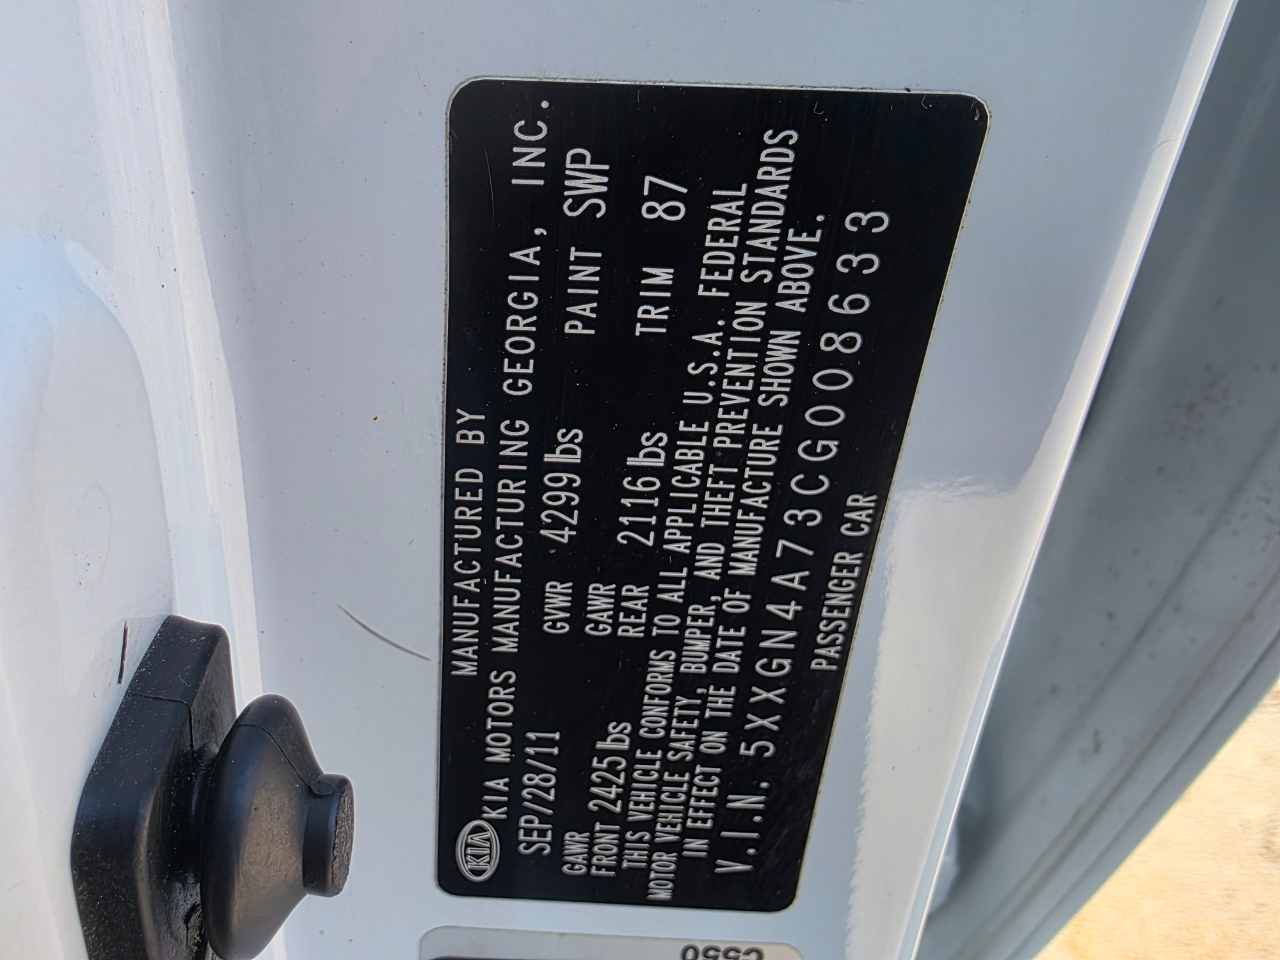 MANUFACTURED BY
KIA KIA MOTORS MANUFACTURING GEORGIA, INC.
SEP/28/11 GVWR 4299 lbs PAINT SWP
GAWR FRONT 2425 lbs GAWR REAR 2116 lbs TRIM 87
THIS VEHICLE CONFORMS TO ALL APPLICABLE U.S.A. FEDERAL
MOTOR VEHICLE SAFETY, BUMPER, AND THEFT PREVENTION STANDARDS
IN EFFECT ON THE DATE OF MANUFACTURE SHOWN ABOVE.
V.I.N. 5XXGN4A73CG008633
PASSENGER CAR